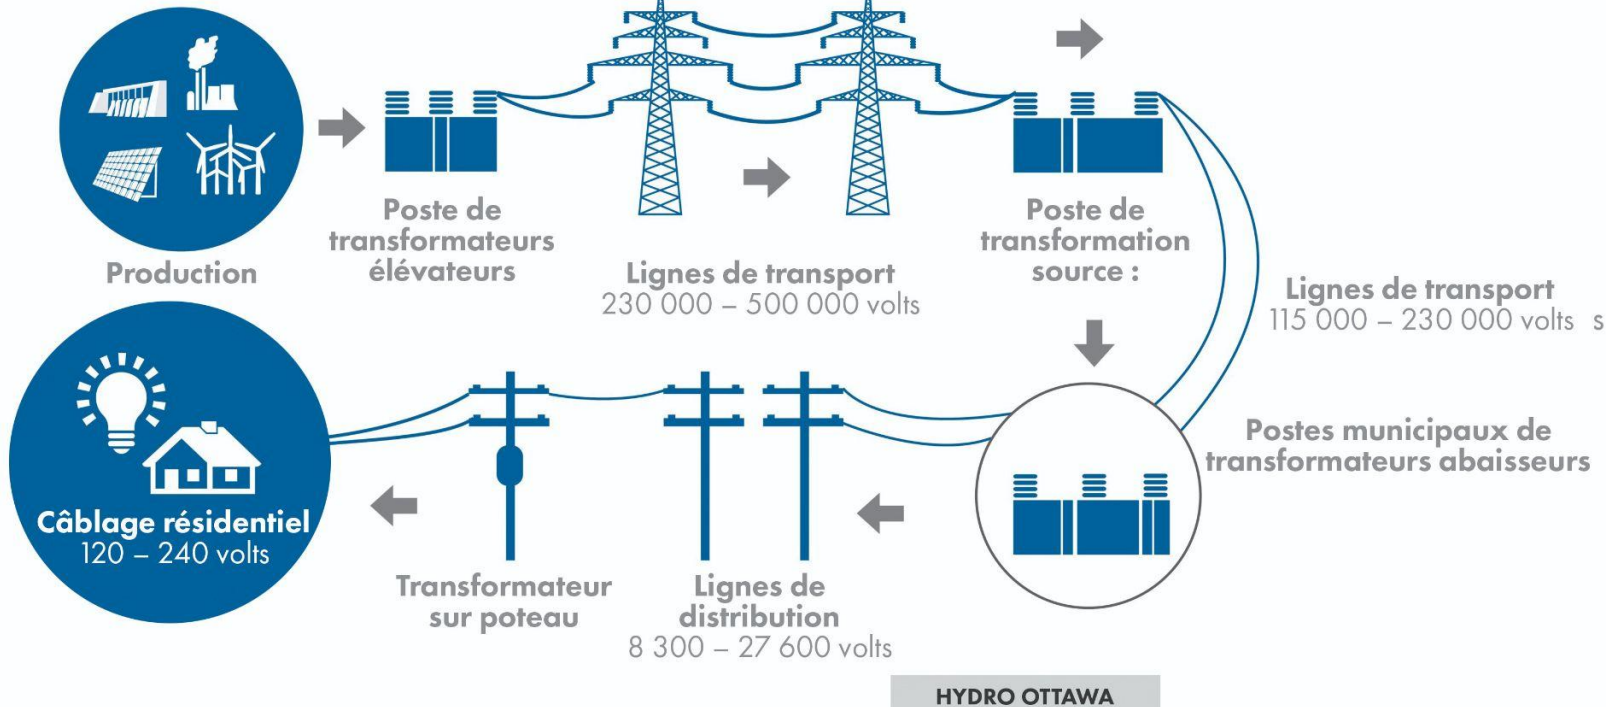 Production
Poste de
transformateurs
élévateurs
Lignes de transport
230 000 – 500 000 volts
Poste de
transformation
source :
Lignes de transport
115 000 – 230 000 volts s
Postes municipaux de
transformateurs abaisseurs
Lignes de
distribution
8 300 – 27 600 volts
Transformateur
sur poteau
Câblage résidentiel
120 – 240 volts
HYDRO OTTAWA